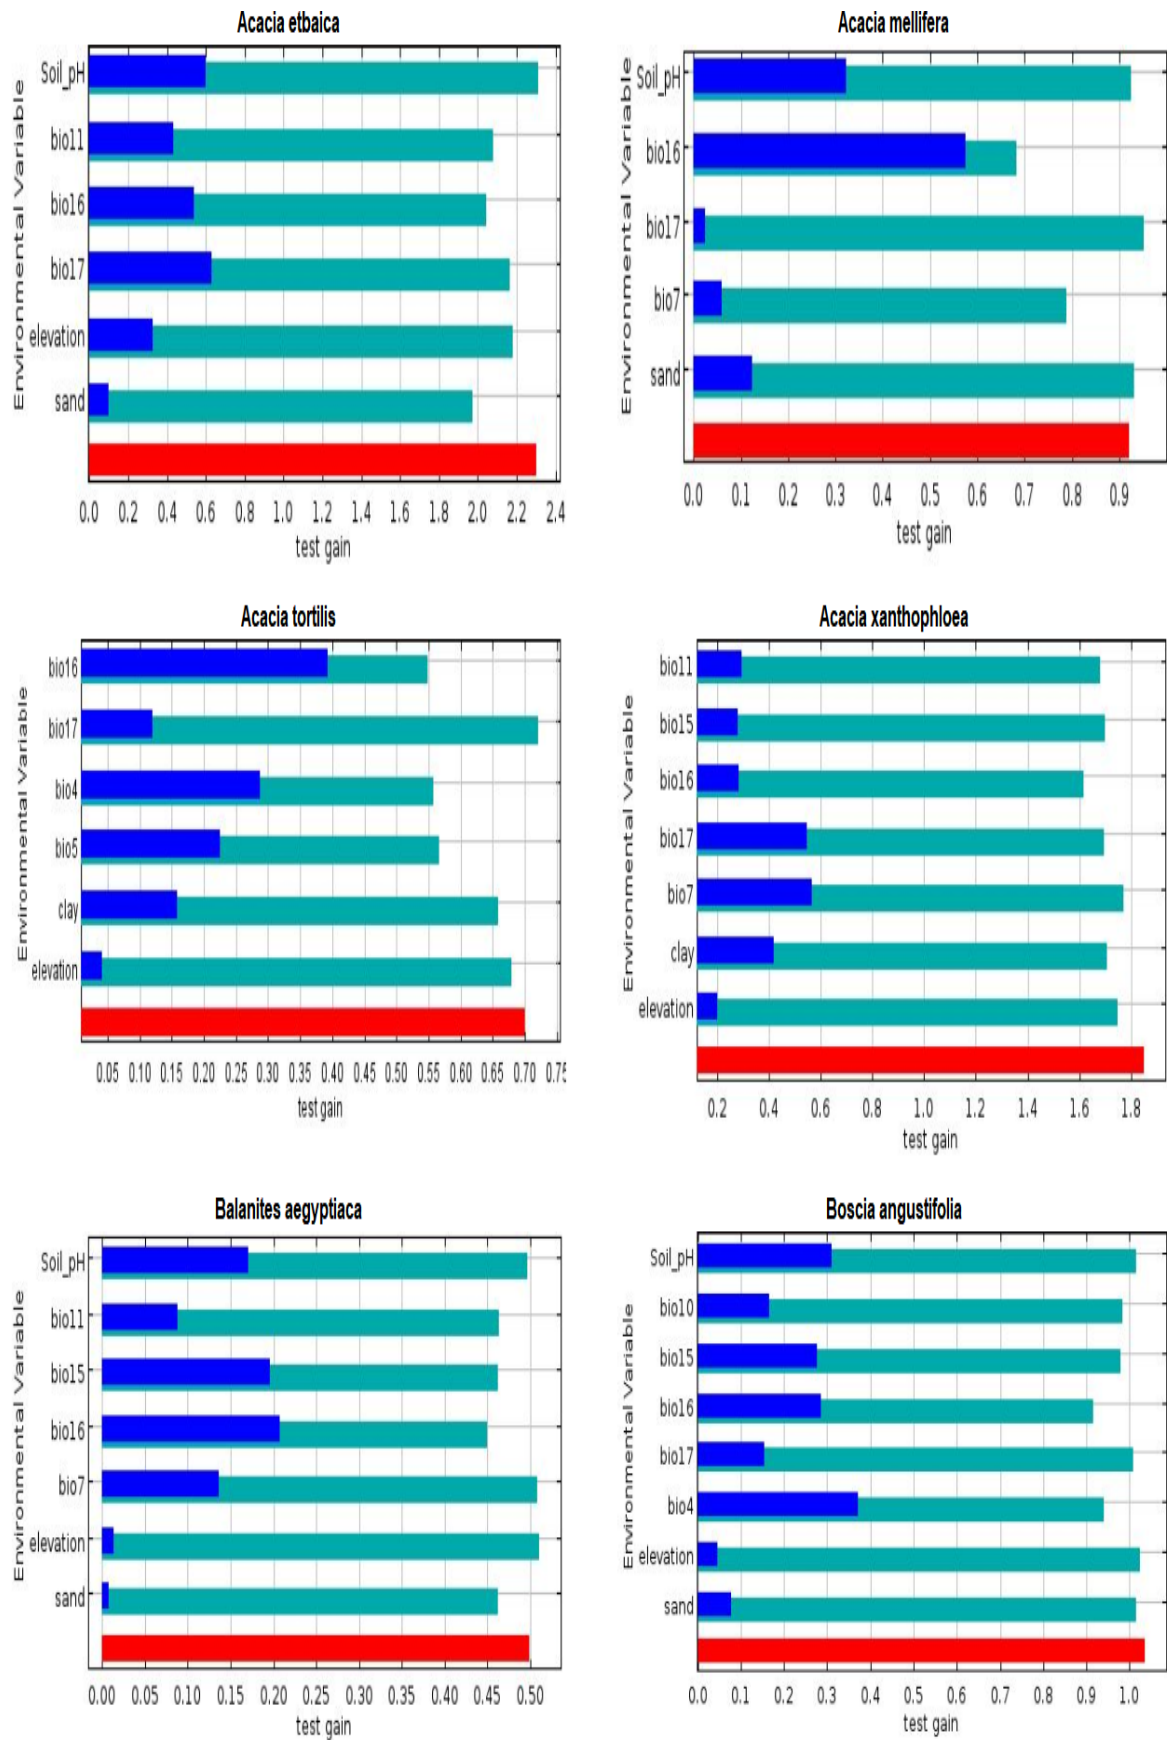 Acacia etbaica
Environmental Variable
Soil_pH
bio11
bio16
bio17
elevation
sand
0.0 0.2 0.4 0.6 0.8 1.0 1.2 1.4 1.6 1.8 2.0 2.2 2.4
test gain
Acacia mellifera
Environmental Variable
Soil_pH
bio16
bio17
bio7
sand
0.0 0.1 0.2 0.3 0.4 0.5 0.6 0.7 0.8 0.9
test gain
Acacia tortilis
Environmental Variable
bio16
bio17
bio4
bio5
clay
elevation
0.05 0.10 0.15 0.20 0.25 0.30 0.35 0.40 0.45 0.50 0.55 0.60 0.65 0.70 0.75
test gain
Acacia xanthophloea
Environmental Variable
bio11
bio15
bio16
bio17
bio7
clay
elevation
0.2 0.4 0.6 0.8 1.0 1.2 1.4 1.6 1.8
test gain
Balanites aegyptiaca
Environmental Variable
Soil_pH
bio11
bio15
bio16
bio7
elevation
sand
0.00 0.05 0.10 0.15 0.20 0.25 0.30 0.35 0.40 0.45 0.50
test gain
Boscia angustifolia
Environmental Variable
Soil_pH
bio10
bio15
bio16
bio17
bio4
elevation
sand
0.0 0.1 0.2 0.3 0.4 0.5 0.6 0.7 0.8 0.9 1.0
test gain